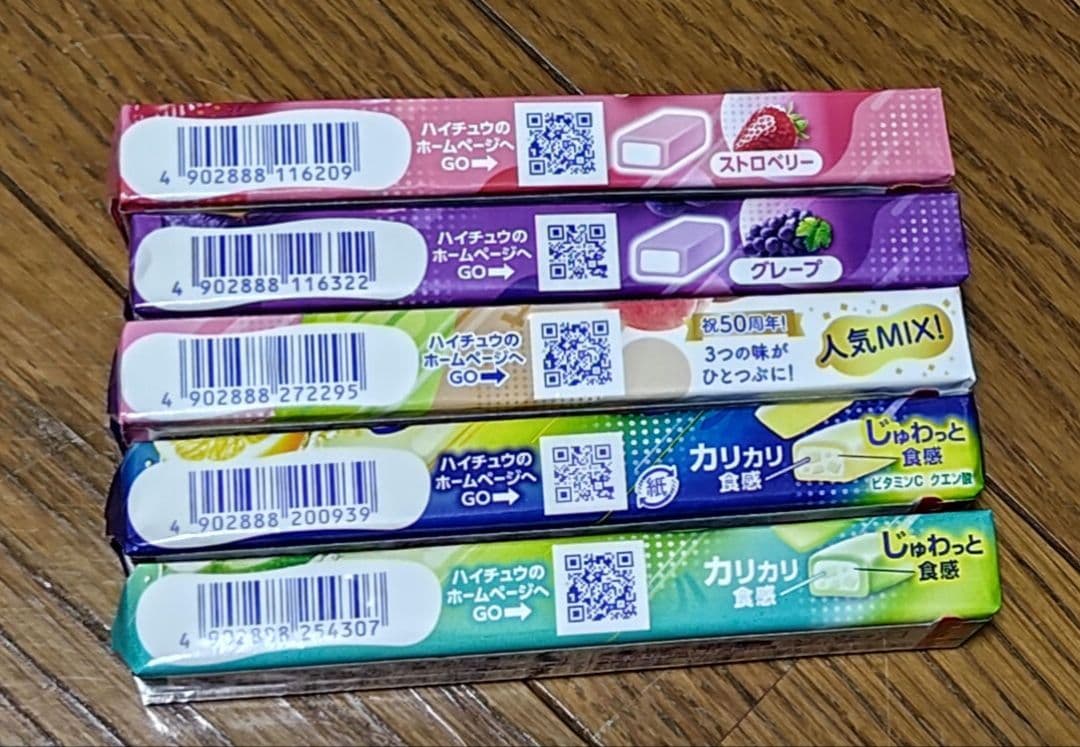 4 902888 116209
ハイチュウの
ホームページへ
GO➡
ストロベリー
4 902888 116322
ハイチュウの
ホームページへ
GO➡
グレープ
4 902888 272295
ハイチュウの
ホームページへ
GO➡
祝50周年!
3つの味が
ひとつぶに!
人気MIX!
4 902888 200939
ハイチュウの
ホームページへ
GO➡
紙
カリカリ
食感
じゅわっと
食感
ビタミンC クエン酸
4 902888 254307
ハイチュウの
ホームページへ
GO➡
カリカリ
食感
じゅわっと
食感